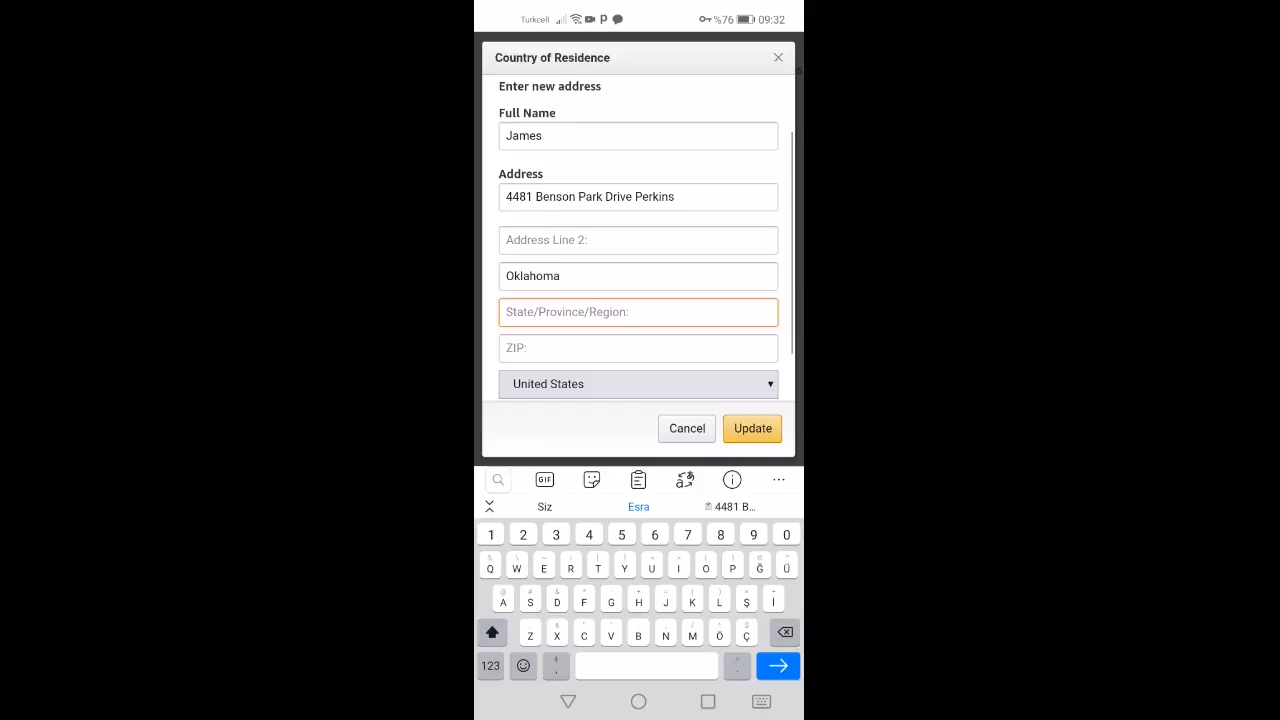 Turkcell %76 09:32
Country of Residence
Enter new address
Full Name
James
Address
4481 Benson Park Drive Perkins
Address Line 2:
Oklahoma
State/Province/Region:
ZIP:
United States
Cancel Update
GIF
Siz Esra 4481 B...
1 2 3 4 5 6 7 8 9 0
Q W E R T Y U I O P Ğ Ü
A S D F G H J K L Ş İ
Z X C V B N M Ö Ç
123